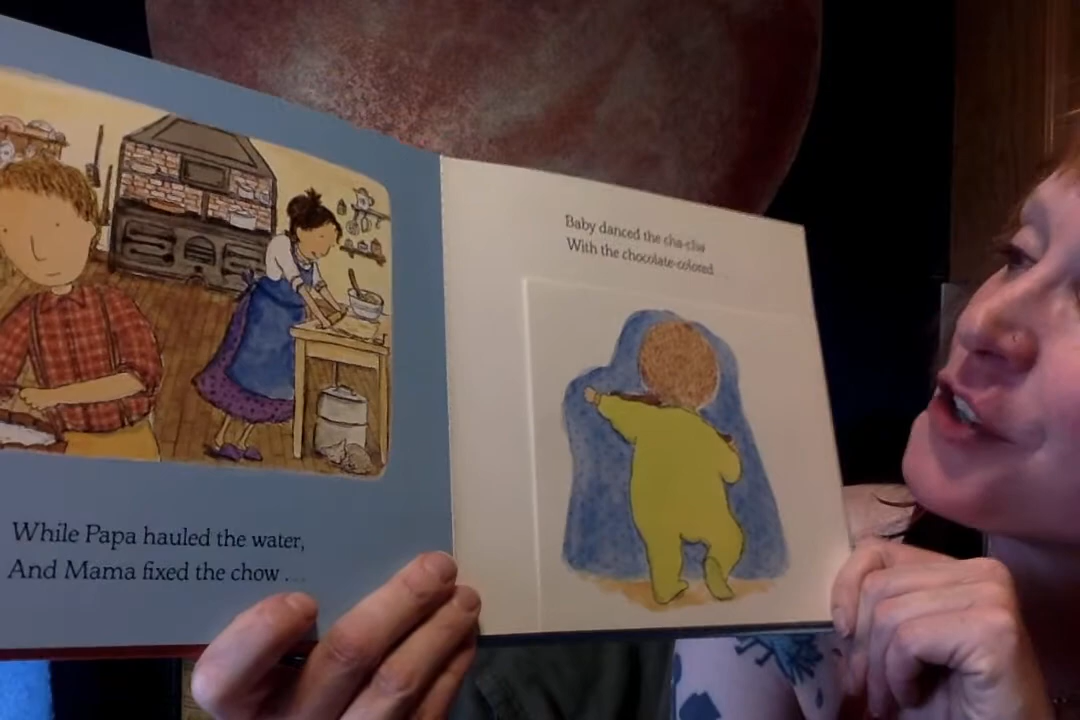 While Papa hauled the water,
And Mama fixed the chow . . .
Baby danced the cha-cha
With the chocolate-colored